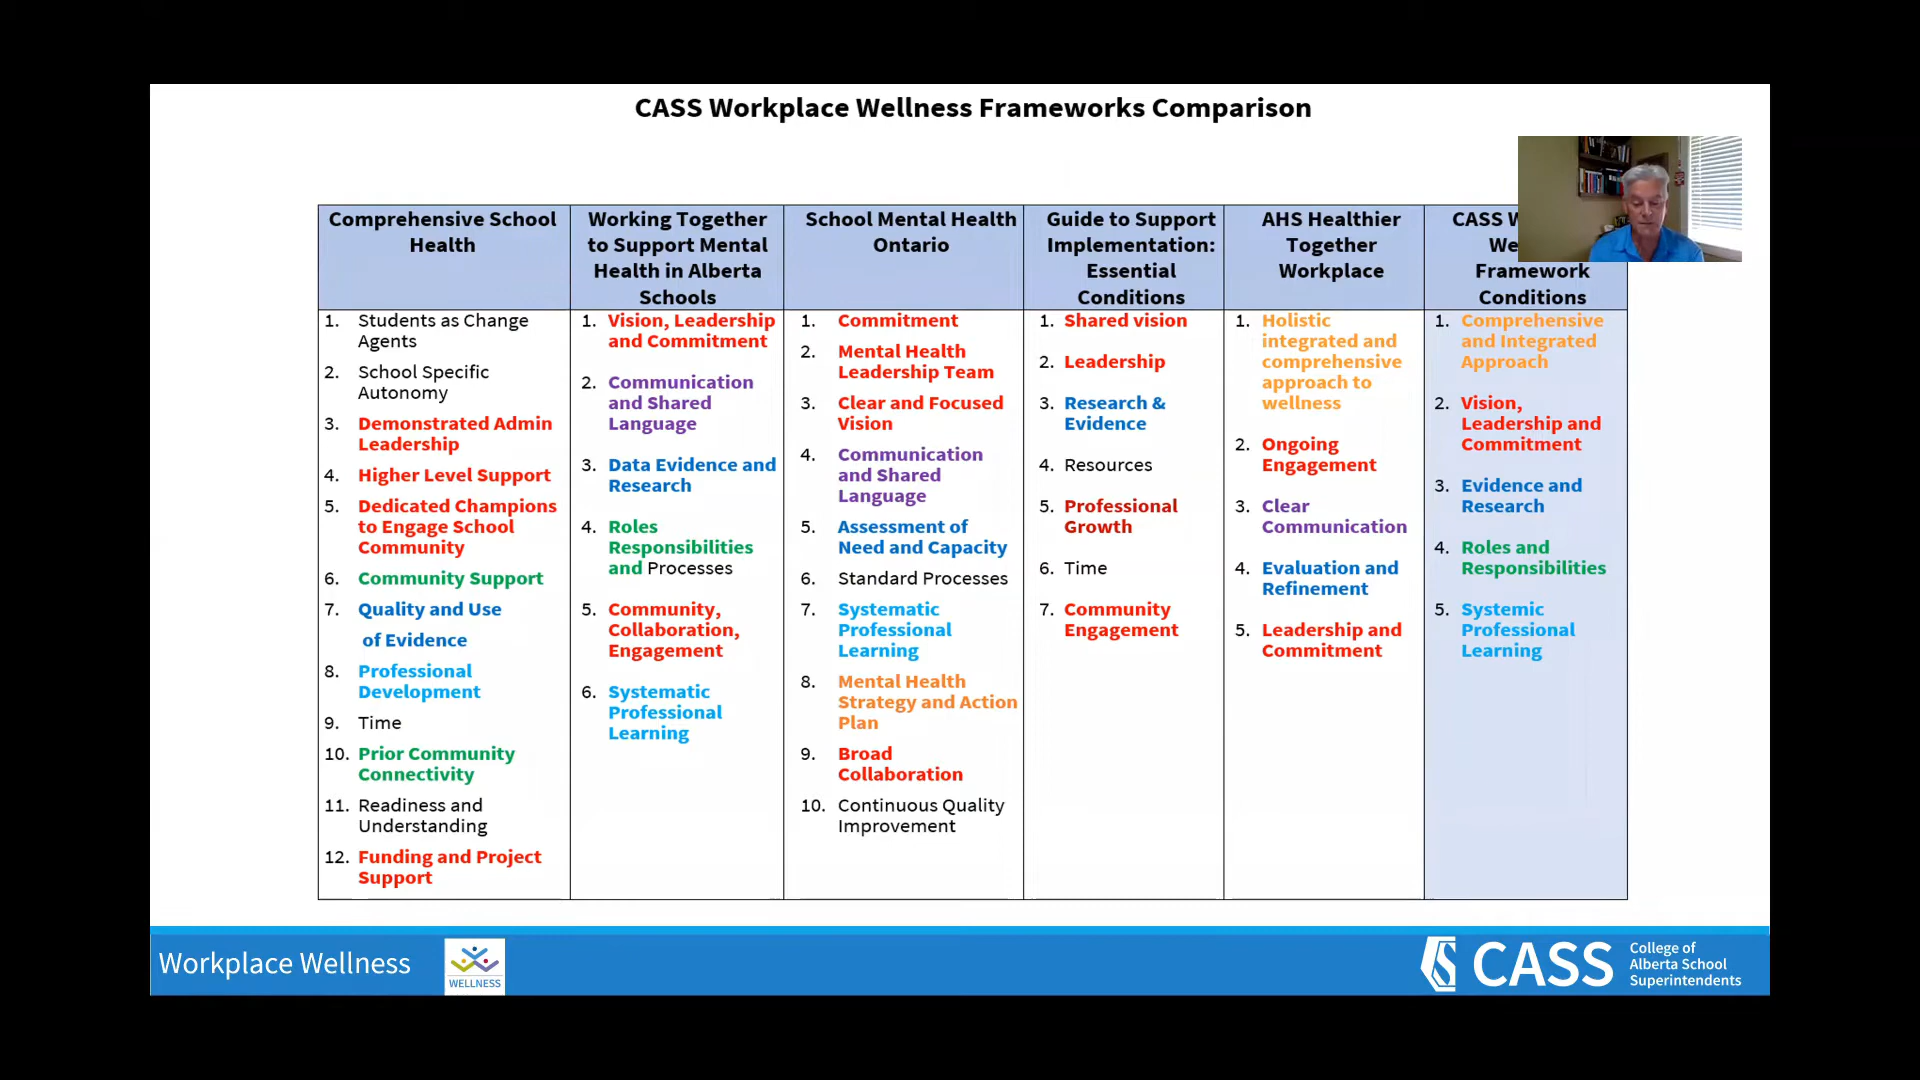 CASS Workplace Wellness Frameworks Comparison
Comprehensive School
Health
Working Together
to Support Mental
Health in Alberta
Schools
School Mental Health
Ontario
Guide to Support
Implementation:
Essential
Conditions
AHS Healthier
Together
Workplace
CASS
Framework
Conditions
1. Students as Change
Agents
2. School Specific
Autonomy
3. Demonstrated Admin
Leadership
4. Higher Level Support
5. Dedicated Champions
to Engage School
Community
6. Community Support
7. Quality and Use
of Evidence
8. Professional
Development
9. Time
10. Prior Community
Connectivity
11. Readiness and
Understanding
12. Funding and Project
Support
1. Vision, Leadership
and Commitment
2. Communication
and Shared
Language
3. Data Evidence and
Research
4. Roles
Responsibilities
and Processes
5. Community,
Collaboration,
Engagement
6. Systematic
Professional
Learning
1. Commitment
2. Mental Health
Leadership Team
3. Clear and Focused
Vision
4. Communication
and Shared
Language
5. Assessment of
Need and Capacity
6. Standard Processes
7. Systematic
Professional
Learning
8. Mental Health
Strategy and Action
Plan
9. Broad
Collaboration
10. Continuous Quality
Improvement
1. Shared vision
2. Leadership
3. Research &
Evidence
4. Resources
5. Professional
Growth
6. Time
7. Community
Engagement
1. Holistic
integrated and
comprehensive
approach to
wellness
2. Ongoing
Engagement
3. Clear
Communication
4. Evaluation and
Refinement
5. Leadership and
Commitment
1. Comprehensive
and Integrated
Approach
2. Vision,
Leadership and
Commitment
3. Evidence and
Research
4. Roles and
Responsibilities
5. Systemic
Professional
Learning
Workplace Wellness
WELLNESS
CASS
College of
Alberta School
Superintendents